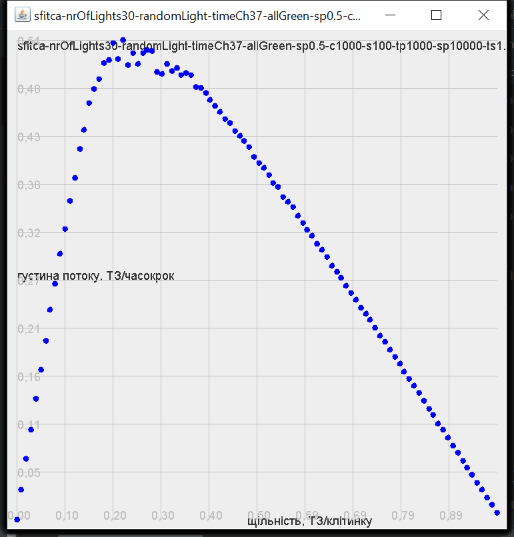 sfitca-nrOfLights30-randomLight-timeCh37-allGreen-sp0.5-c...
sfitca-nrOfLights30-randomLight-timeCh37-allGreen-sp0.5-c1000-s100-tp1000-sp10000-ts1.
0,54
0,48
0,43
0,38
0,32
густина потоку, ТЗ/часокрок
0,27
0,21
0,16
0,11
0,05
0,00 0,10 0,20 0,30 0,40 0,50 0,59 0,69 0,79 0,89
щільність, ТЗ/клітинку